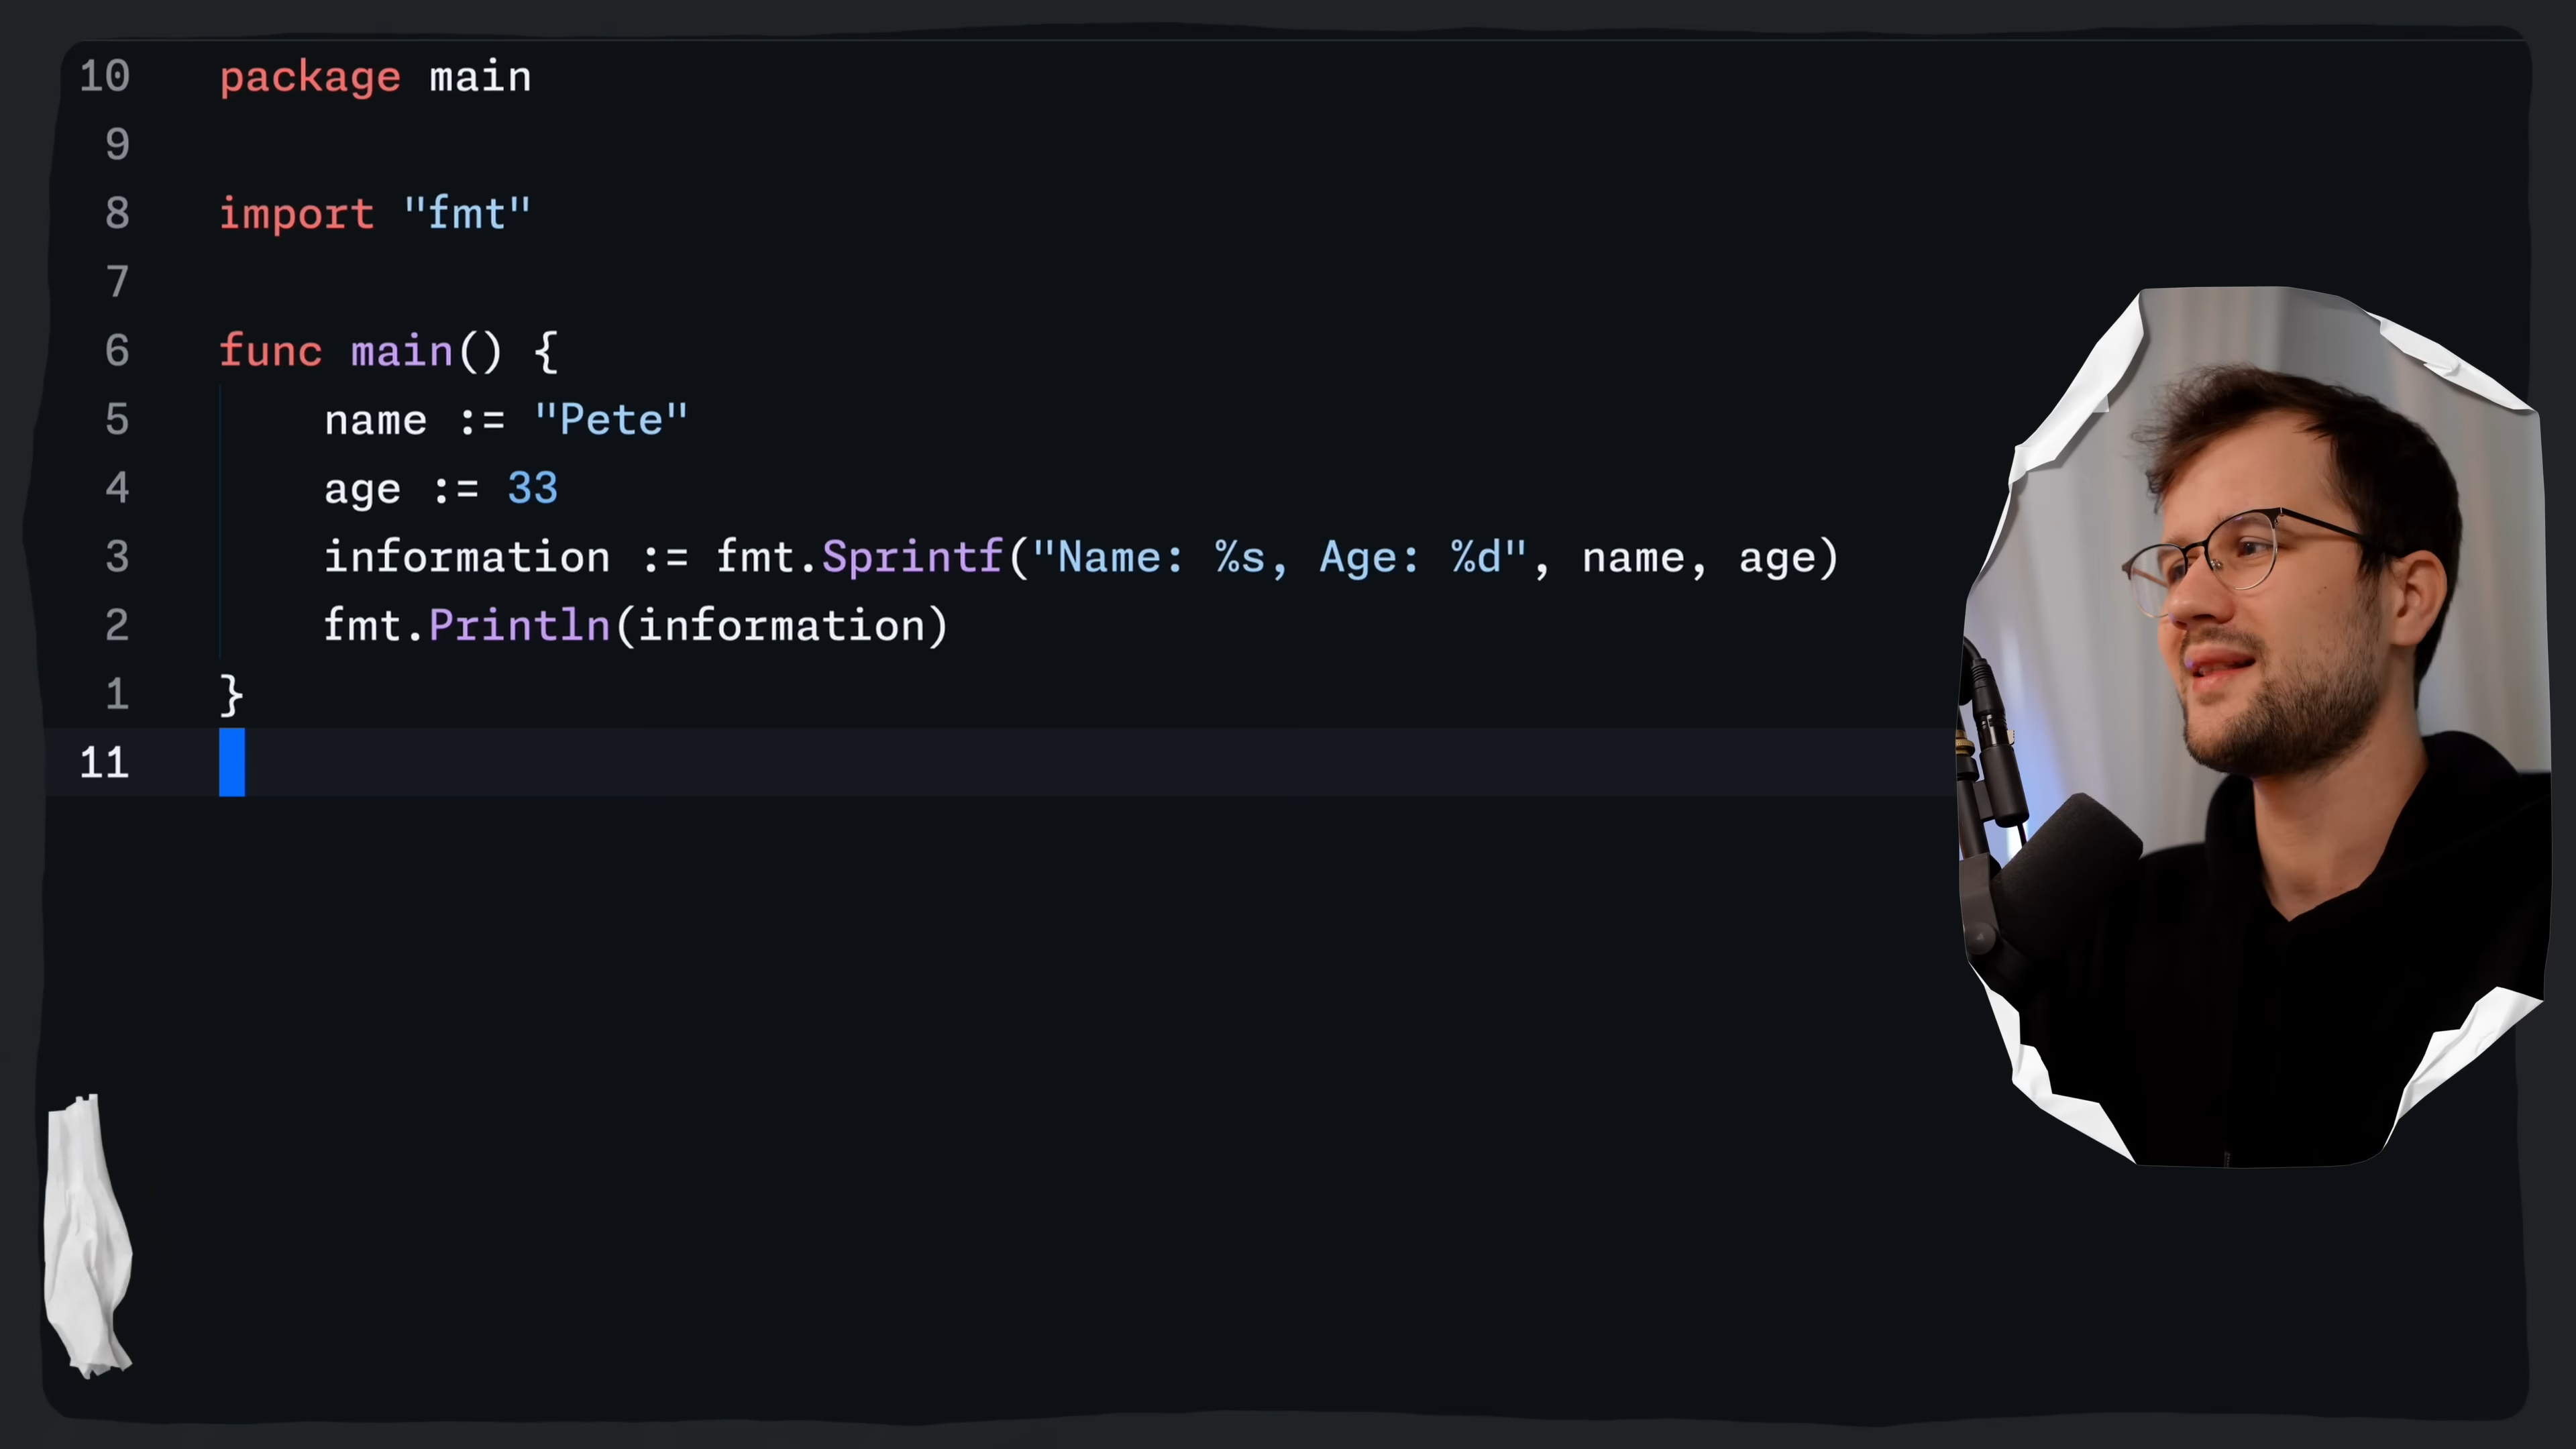 10 package main
9
8 import "fmt"
7
6 func main() {
5 name := "Pete"
4 age := 33
3 information := fmt.Sprintf("Name: %s, Age: %d", name, age)
2 fmt.Println(information)
1 }
11